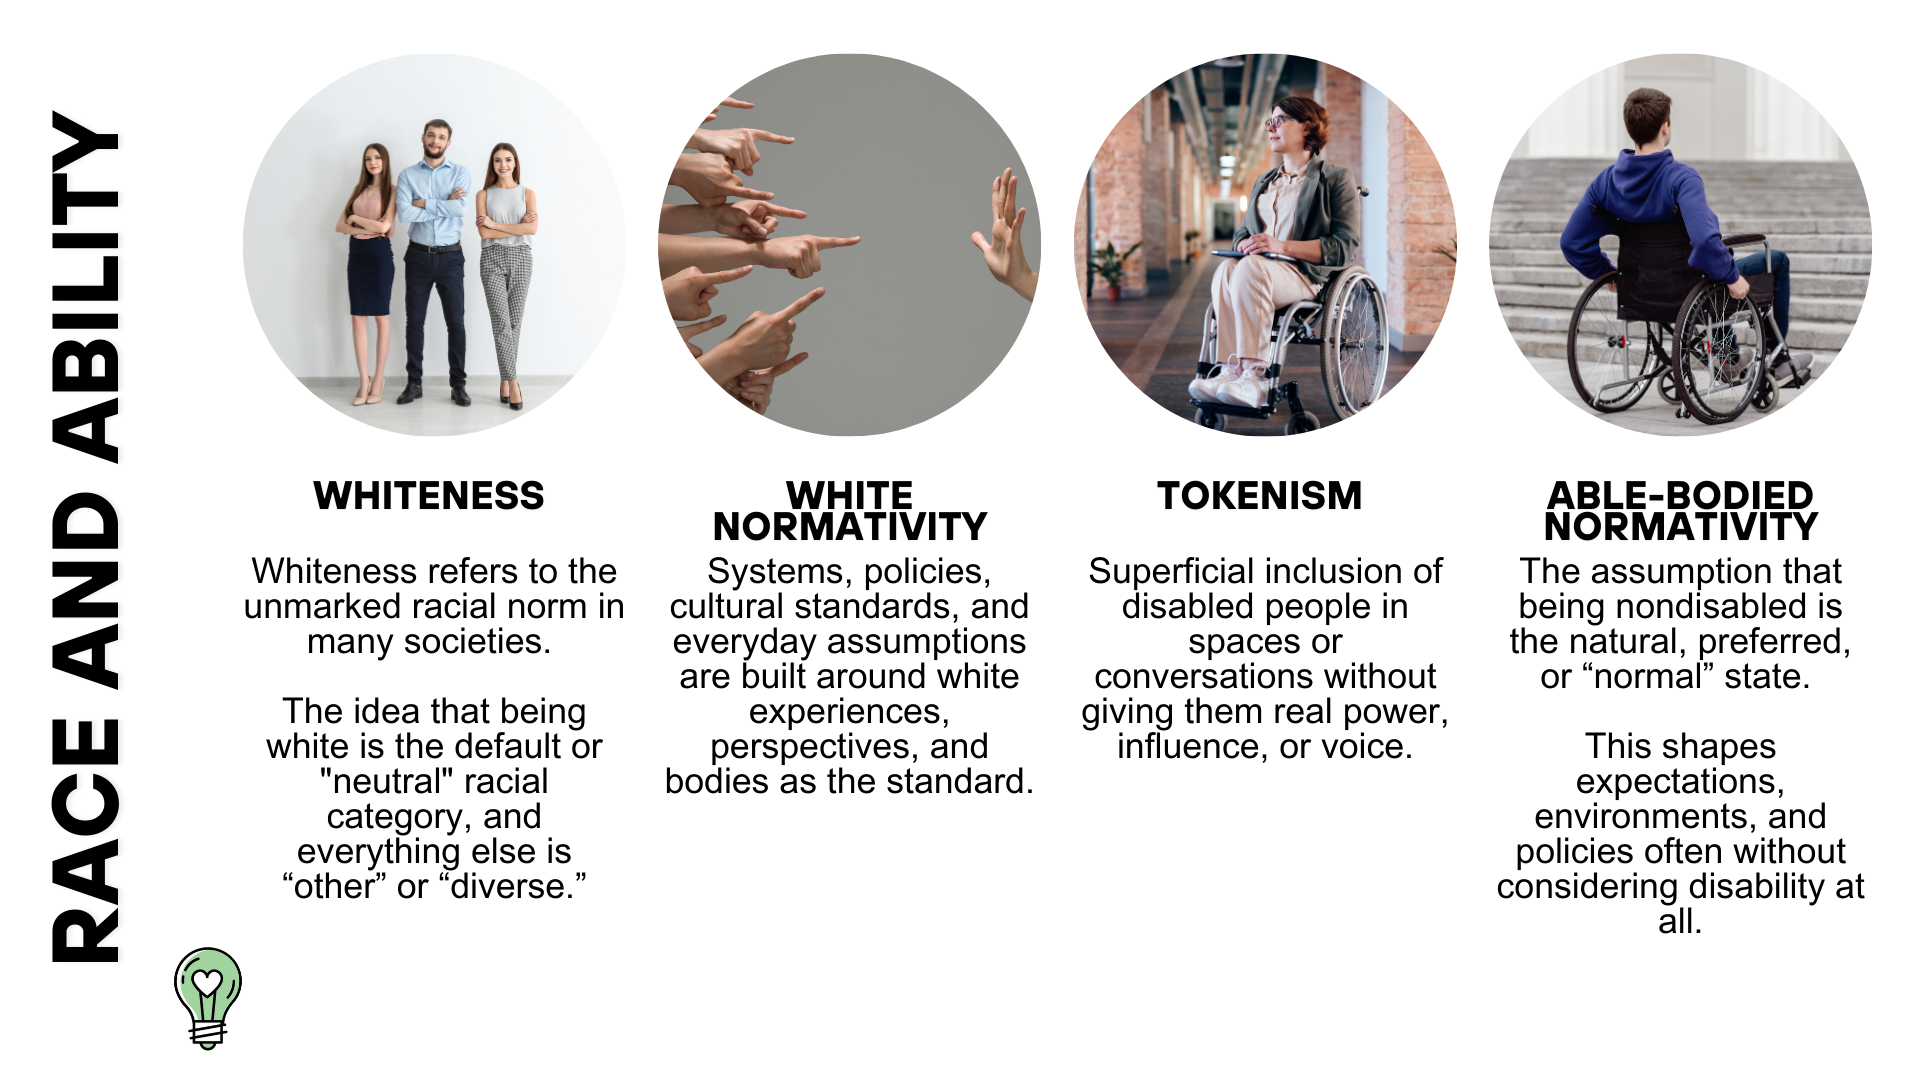 RACE AND ABILITY
WHITENESS
Whiteness refers to the
unmarked racial norm in
many societies.
The idea that being
white is the default or
"neutral" racial
category, and
everything else is
“other” or “diverse.”
WHITE
NORMATIVITY
Systems, policies,
cultural standards, and
everyday assumptions
are built around white
experiences,
perspectives, and
bodies as the standard.
TOKENISM
Superficial inclusion of
disabled people in
spaces or
conversations without
giving them real power,
influence, or voice.
ABLE-BODIED
NORMATIVITY
The assumption that
being nondisabled is
the natural, preferred,
or “normal” state.
This shapes
expectations,
environments, and
policies often without
considering disability at
all.